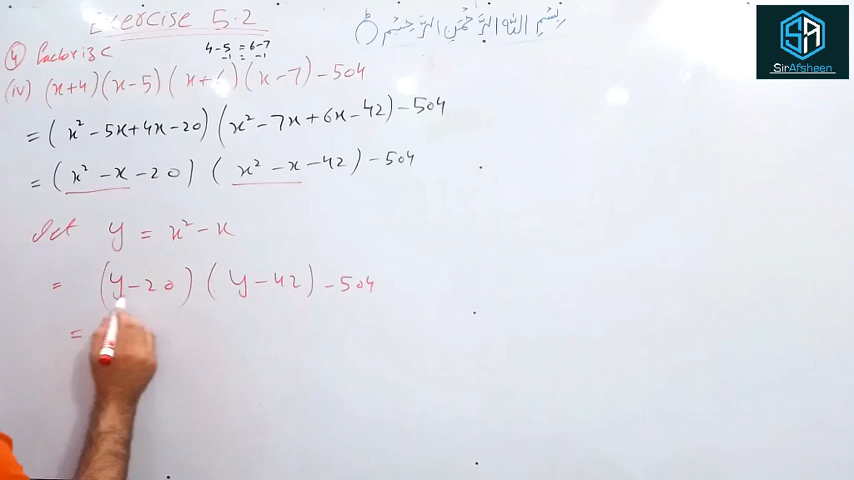 Exercise 5.2
بِسْمِ اللّٰهِ الرَّحْمٰنِ الرَّحِيْمِ
SirAfsheen
4-5 = 6-7
-1 = -1
④ Factorize
(iv) (x+4)(x-5)(x+6)(x-7)-504
= (x²-5x+4x-20)(x²-7x+6x-42)-504
= (x²-x-20)(x²-x-42)-504
Let y = x²-x
= (y-20)(y-42)-504
=